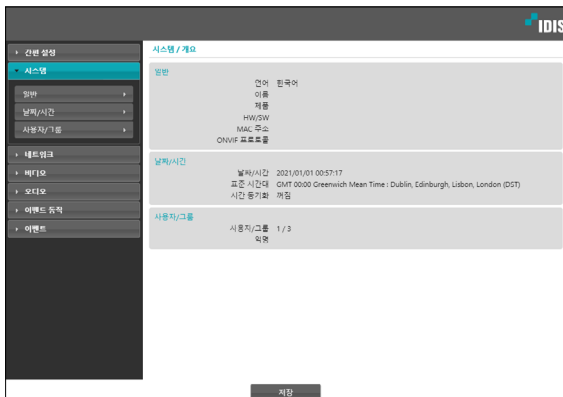 IDIS
간편 설정
시스템
일반
날짜/시간
사용자/그룹
네트워크
비디오
오디오
이벤트 동작
이벤트
시스템 / 개요
일반
언어 한국어
이름
제품
HW/SW
MAC 주소
ONVIF 프로토콜
날짜/시간
날짜/시간 2021/01/01 00:57:17
표준 시간대 GMT 00:00 Greenwich Mean Time : Dublin, Edinburgh, Lisbon, London (DST)
시간 동기화 꺼짐
사용자/그룹
사용자/그룹 1 / 3
익명
저장